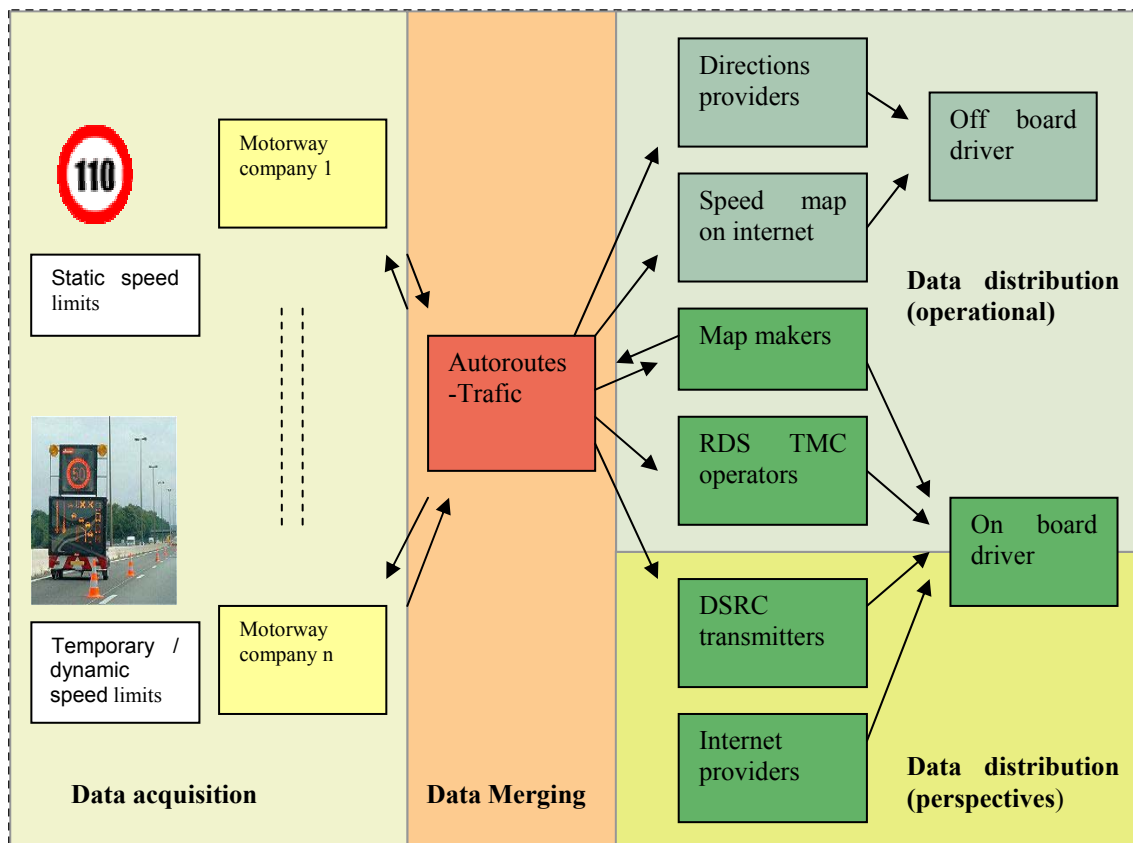 110
Static speed
limits
Motorway
company 1
50
Temporary /
dynamic
speed limits
Motorway
company n
Data acquisition
Autoroutes
-Trafic
Data Merging
Directions
providers
Speed map
on internet
Off board
driver
Data distribution
(operational)
Map makers
RDS TMC
operators
On board
driver
DSRC
transmitters
Internet
providers
Data distribution
(perspectives)